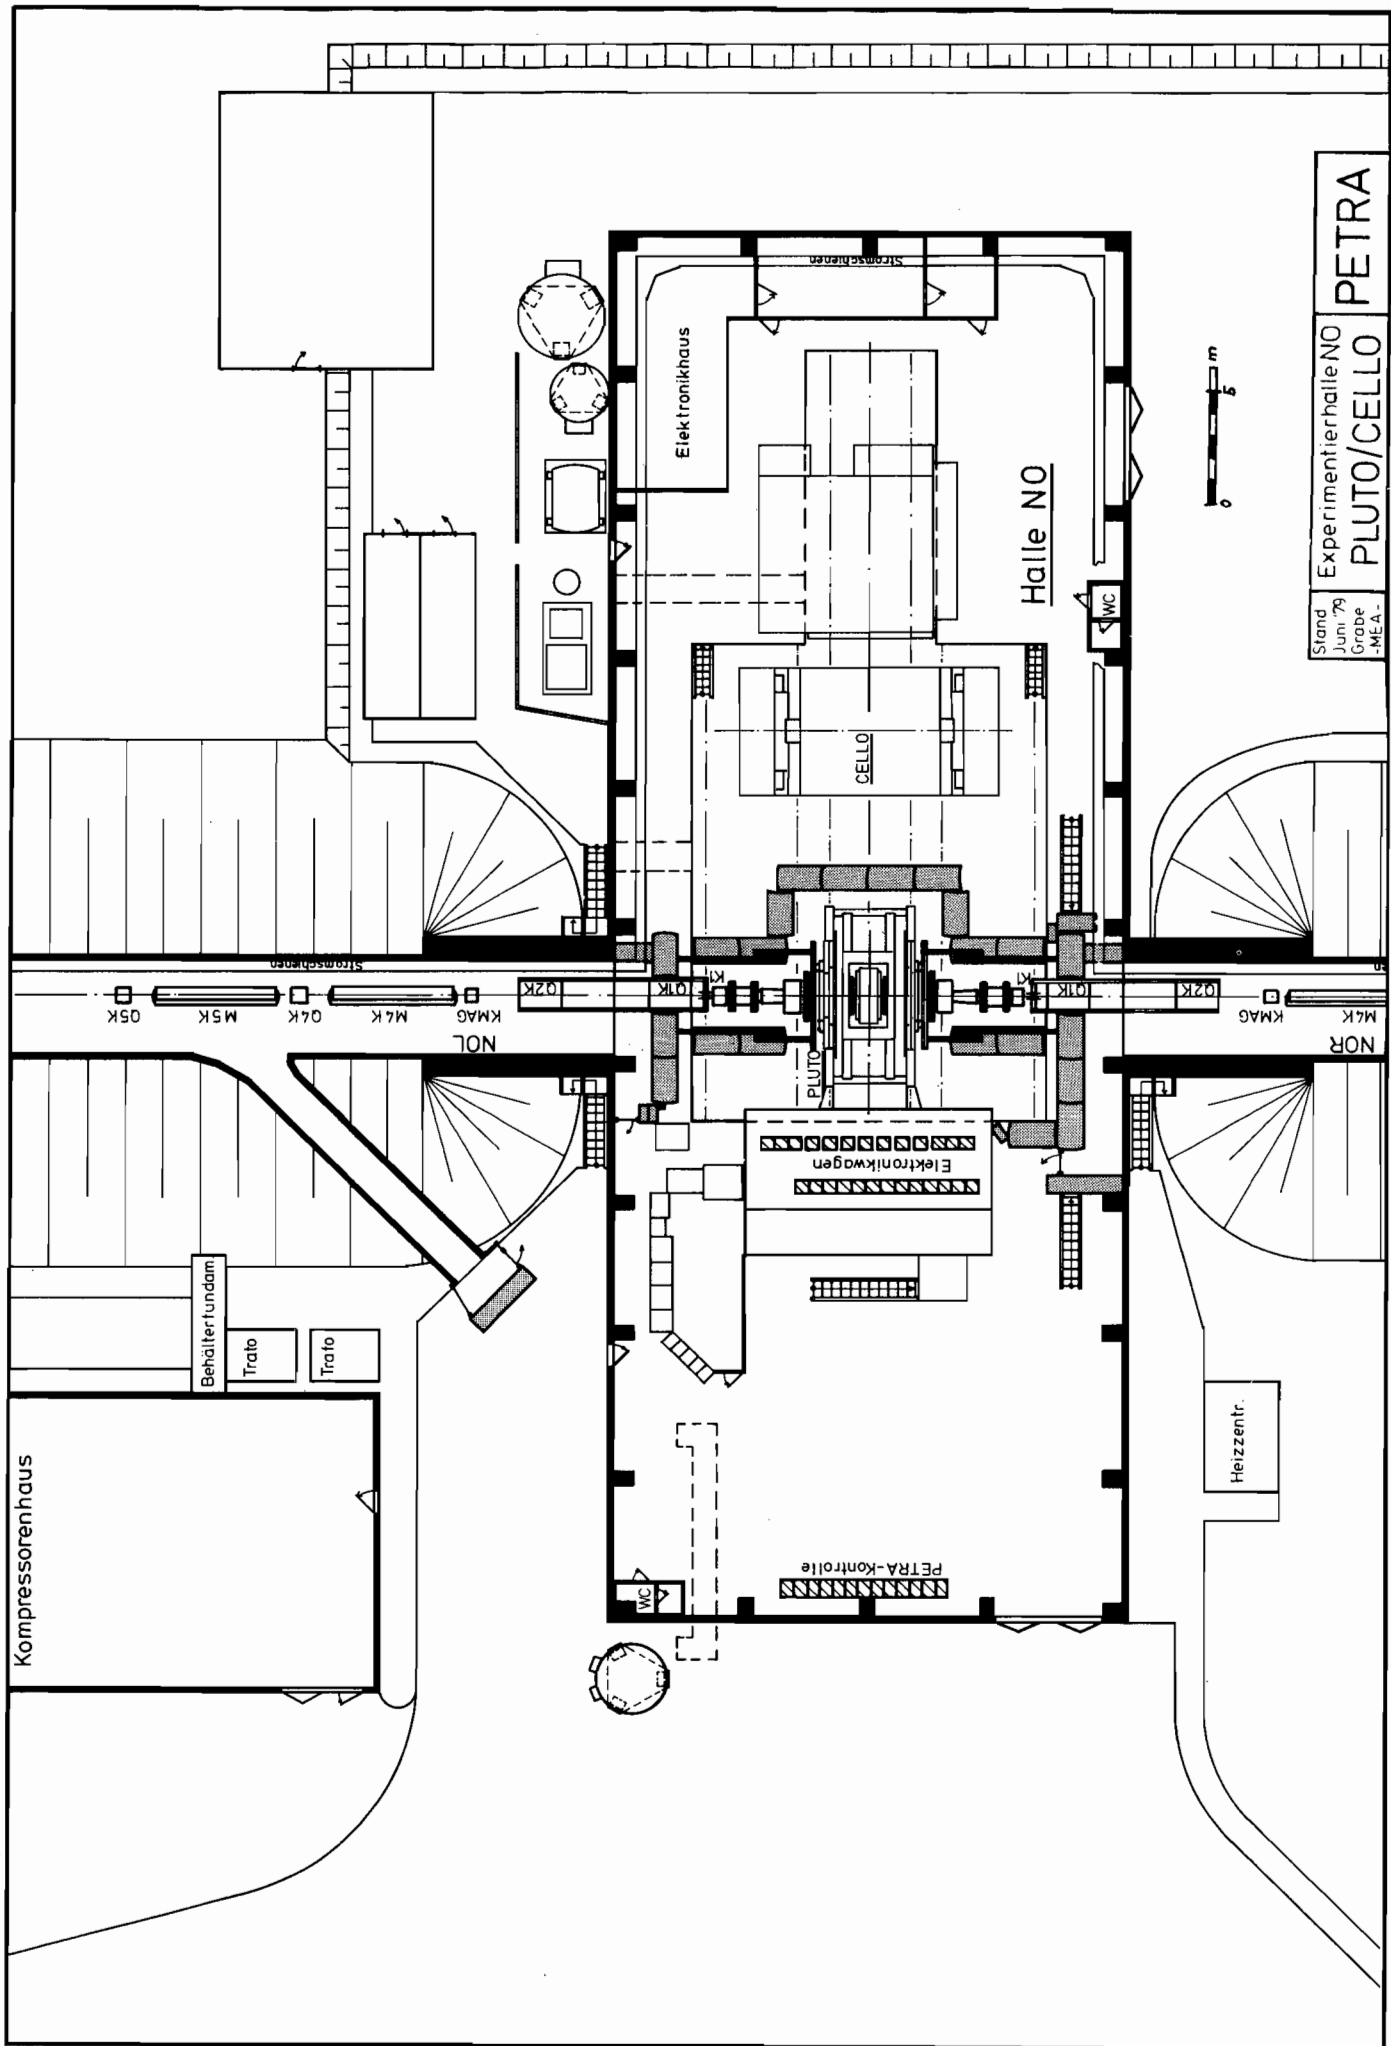 Kompressorenhaus
Behältertundam
Trato
Trato
Q5K
M5K
Q4K
M4K
KMAG
NOL
Stromschienen
Q2K
Q1K
K1
PLUTO
K1
Q1K
Q2K
KMAG
M4K
NOR
Elektronikwagen
PETRA-Kontrolle
WC
Heizzentr.
CELLO
Elektronikhaus
Stromschienen
Halle NO
WC
0
5
m
Stand
Juni '79
Grabe
-MEA-
Experimentierhalle NO
PLUTO/CELLO
PETRA